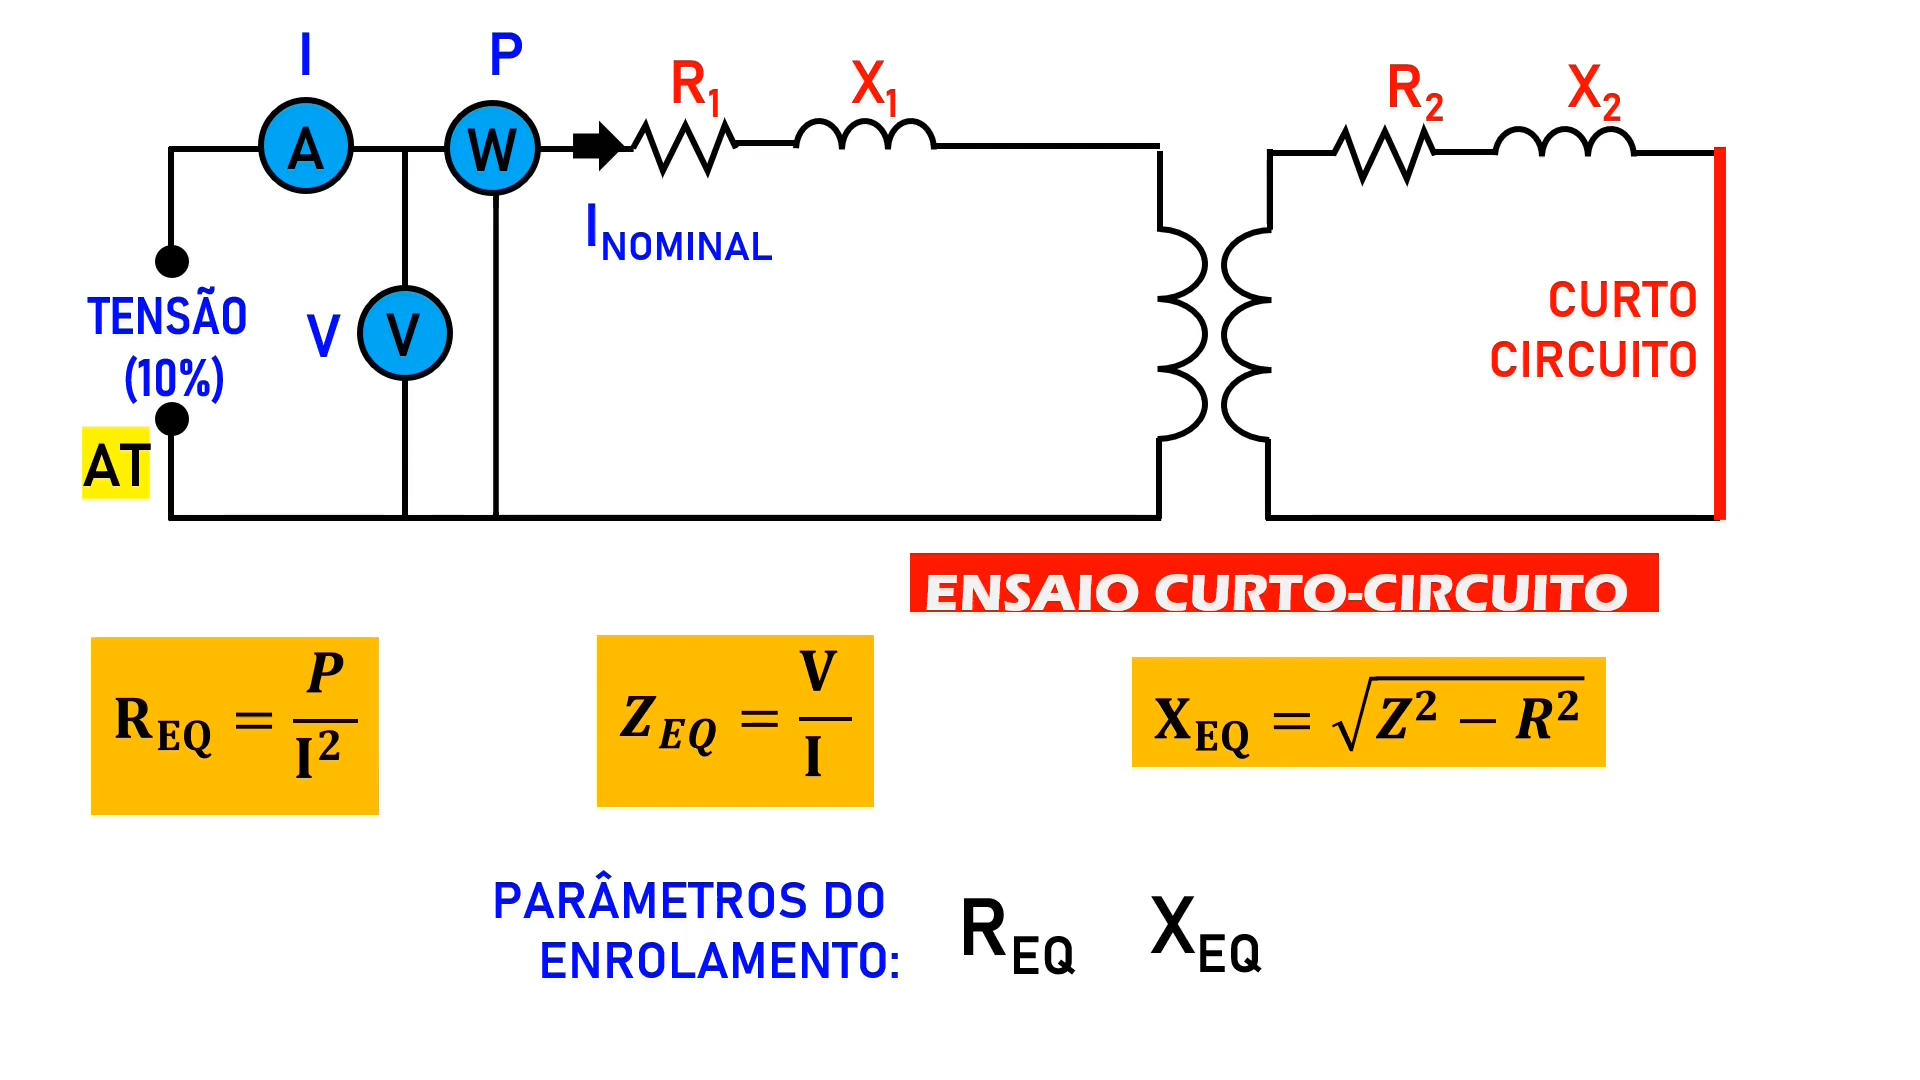 I
P
R1
X1
R2
X2
A
W
INOMINAL
TENSÃO
(10%)
V
V
CURTO
CIRCUITO
AT
ENSAIO CURTO-CIRCUITO
REQ = P / I²
ZEQ = V / I
XEQ = √Z² − R²
PARÂMETROS DO
ENROLAMENTO:
REQ
XEQ